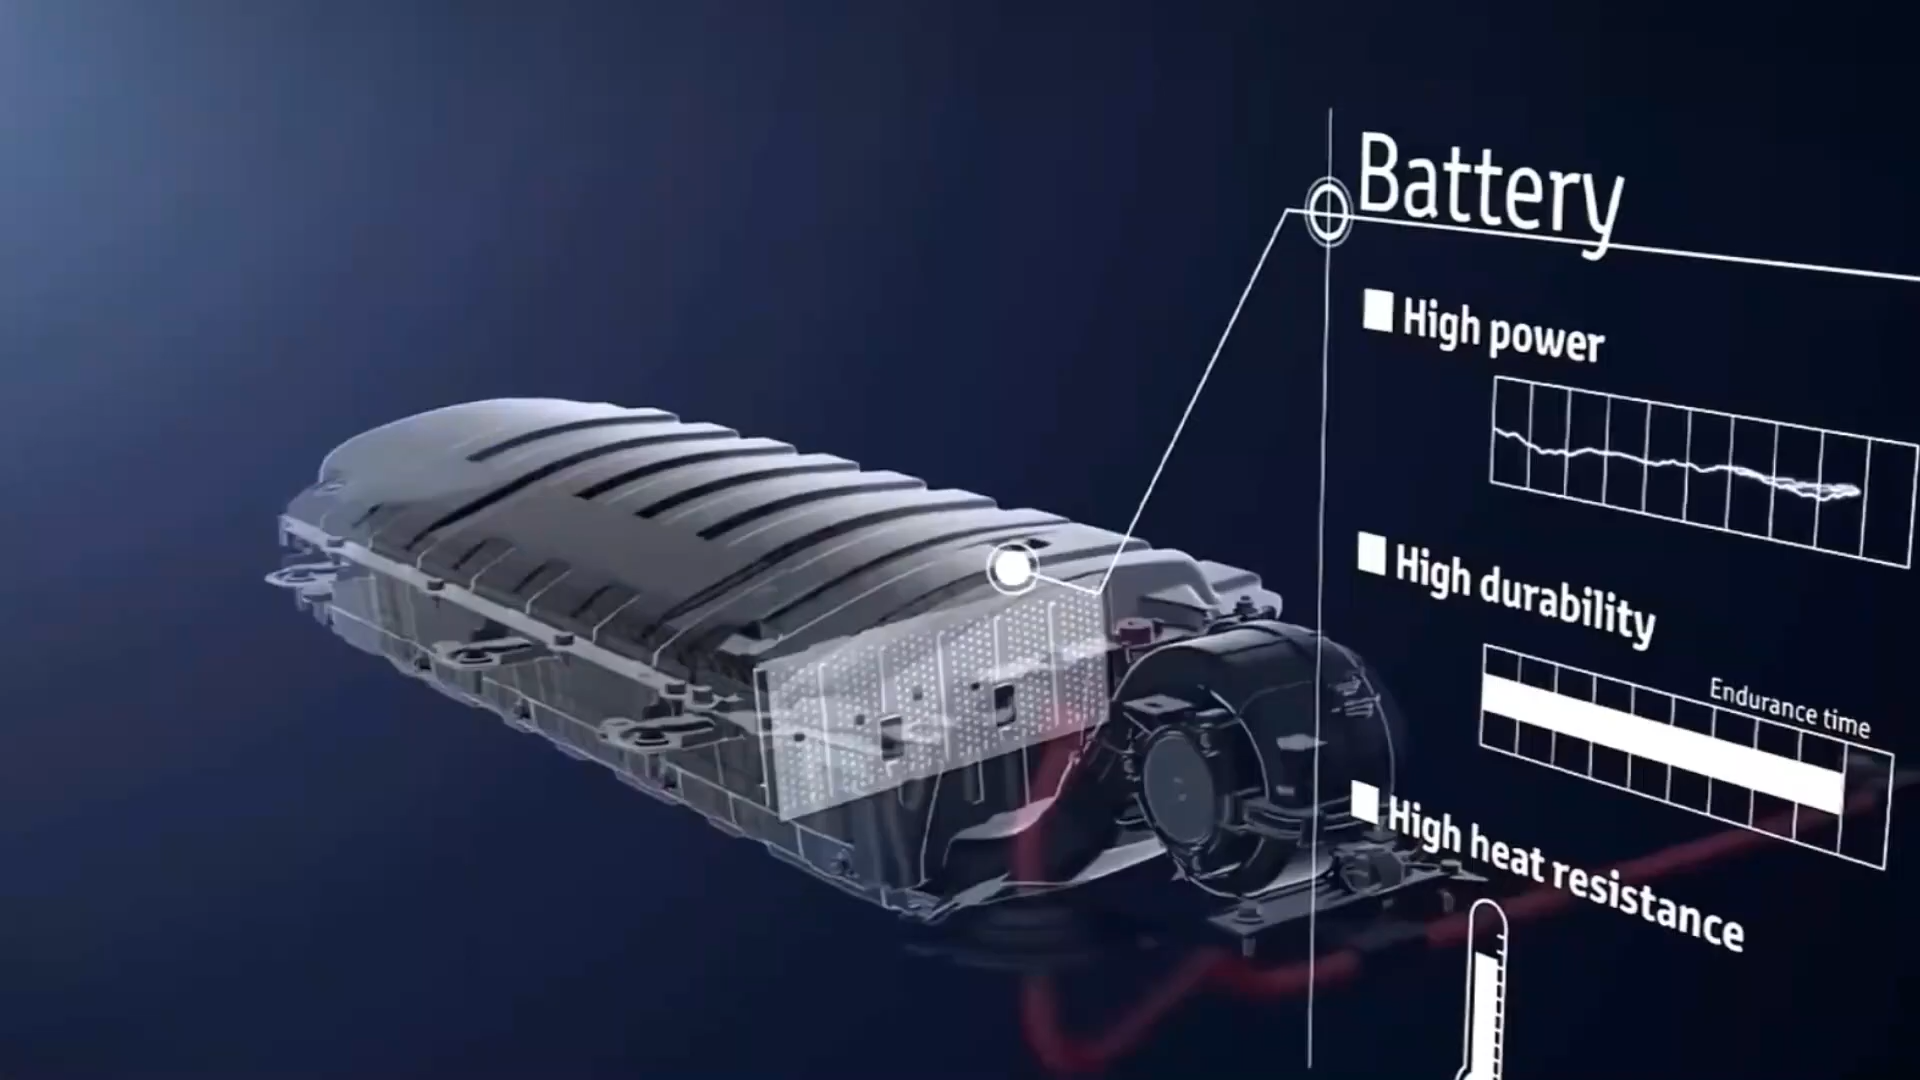 Battery
High power
High durability
Endurance time
High heat resistance